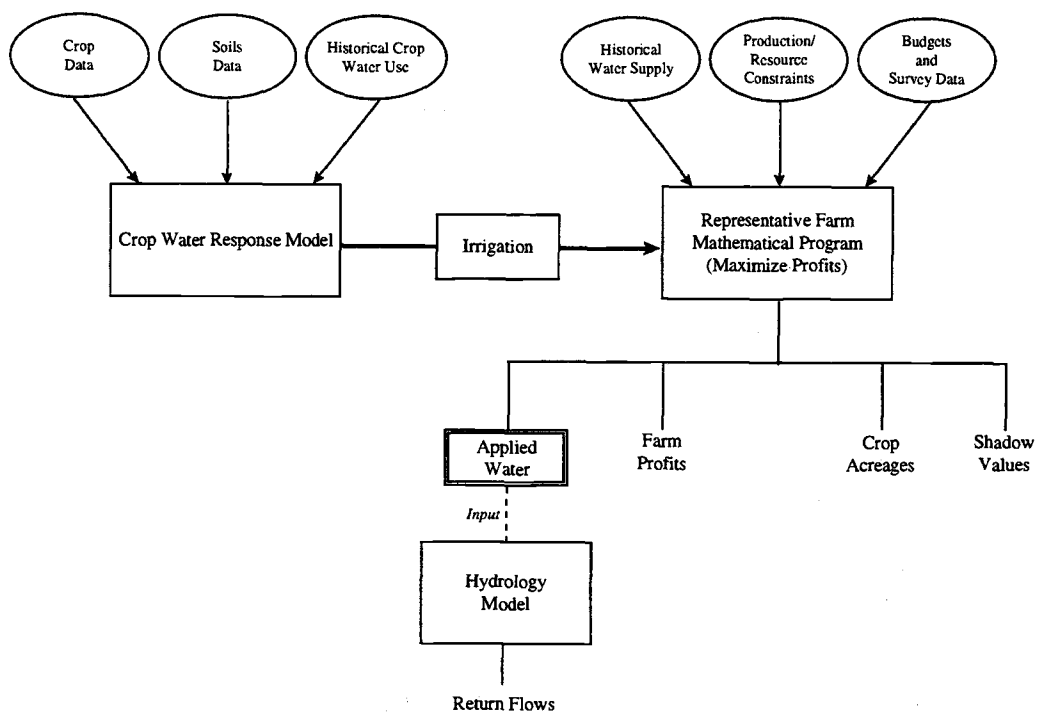 Crop
Data
Soils
Data
Historical Crop
Water Use
Historical
Water Supply
Production/
Resource
Constraints
Budgets
and
Survey Data
Crop Water Response Model
Irrigation
Representative Farm
Mathematical Program
(Maximize Profits)
Applied
Water
Farm
Profits
Crop
Acreages
Shadow
Values
Input
Hydrology
Model
Return Flows